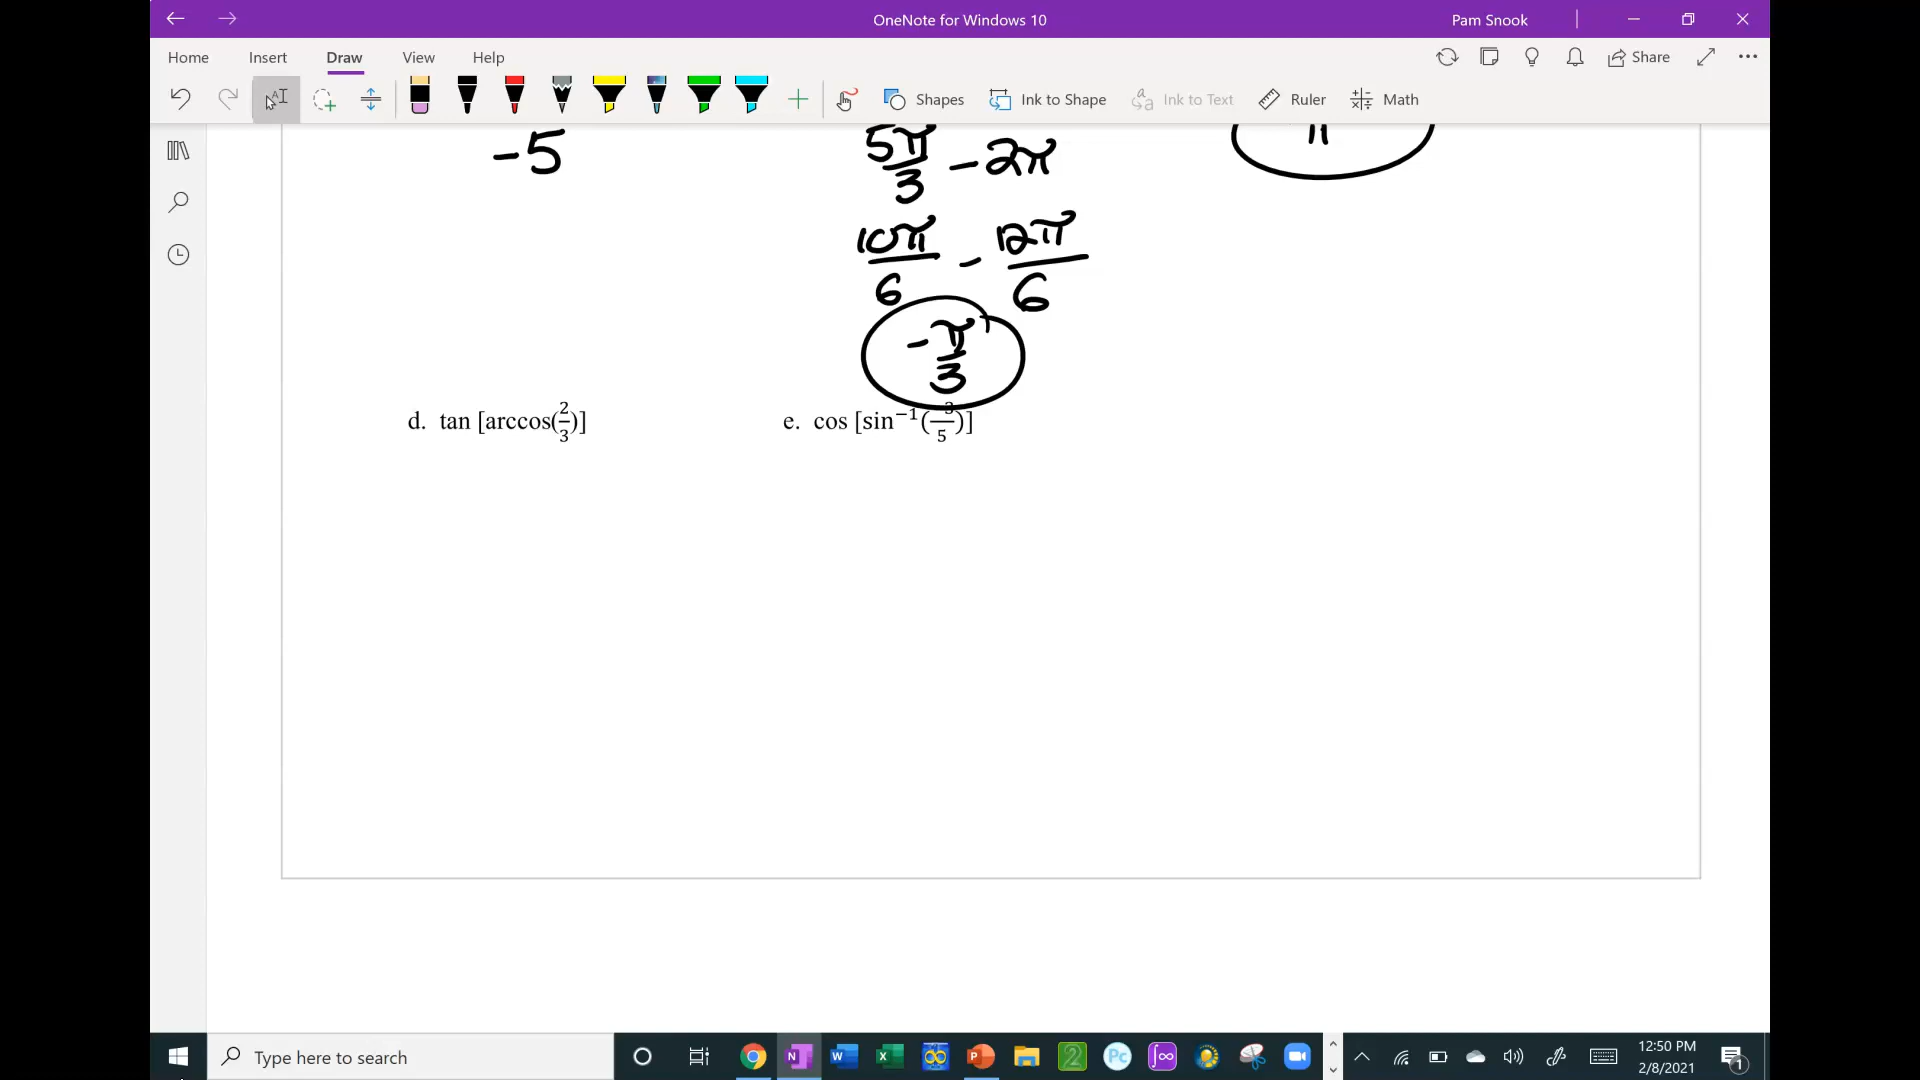 OneNote for Windows 10
Pam Snook
Home Insert Draw View Help
Share
Shapes Ink to Shape Ink to Text Ruler Math
-5
5π/3 - 2π
π
10π/6 - 12π/6
-π/3
d. tan [arccos(2/3)]
e. cos [sin⁻¹(-3/5)]
Type here to search
12:50 PM
2/8/2021